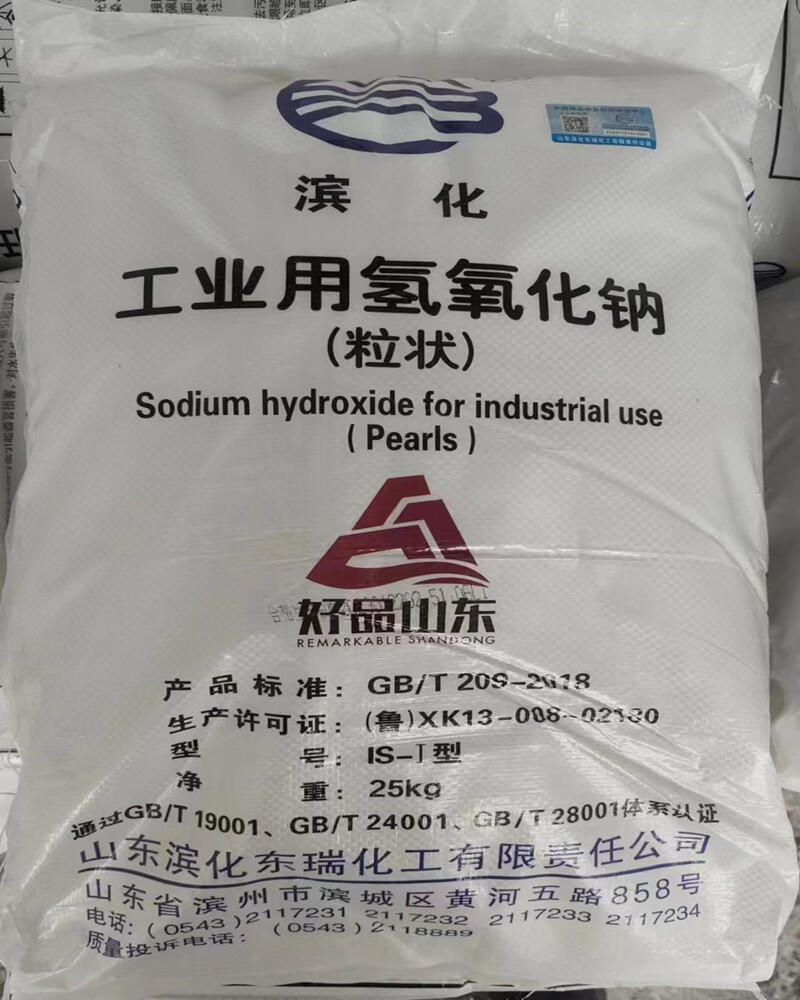 滨 化
工业用氢氧化钠
(粒状)
Sodium hydroxide for industrial use
( Pearls )
好品山东
REMARKABLE SHANDONG
产品标准: GB/T 209-2018
生产许可证: (鲁)XK13-008-02180
型 号: IS-I型
净 重: 25kg
通过GB/T 19001、GB/T 24001、GB/T 28001体系认证
山东滨化东瑞化工有限责任公司
山东省滨州市滨城区黄河五路858号
电话: (0543)2117231 2117232 2117233 2117234
质量投诉电话: (0543) 2118889